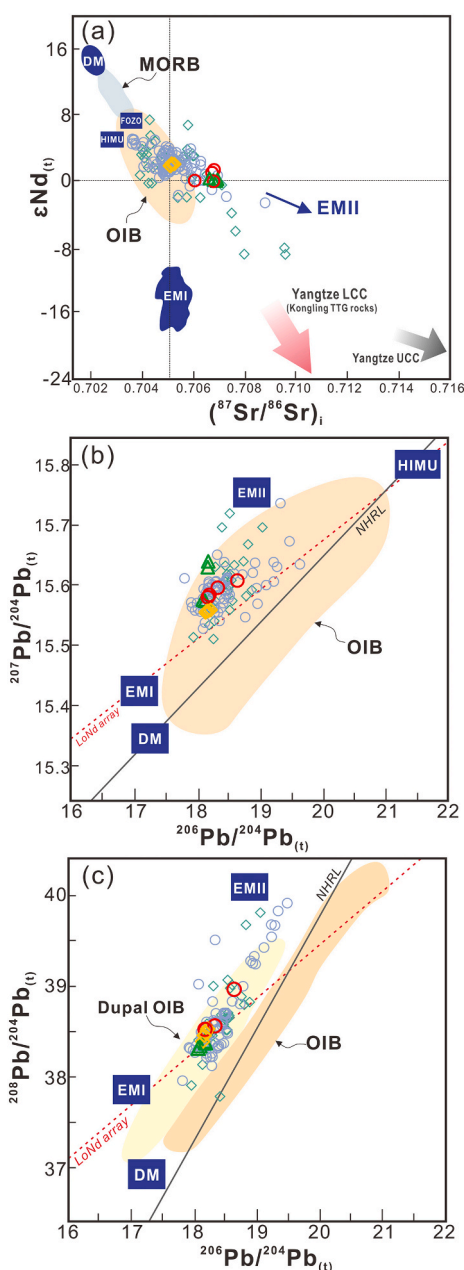 (a)
16
DM
MORB
8
FOZO
HIMU
εNd(t)
0
OIB
EMII
-8
EMI
-16
Yangtze LCC
(Kongling TTG rocks)
Yangtze UCC
-24
0.702 0.704 0.706 0.708 0.710 0.712 0.714 0.716
(⁸⁷Sr/⁸⁶Sr)i
(b)
15.8
HIMU
EMII
15.7
NHRL
15.6
²⁰⁷Pb/²⁰⁴Pb(t)
15.5
OIB
EMI
15.4
LoNd array
DM
15.3
16 17 18 19 20 21 22
²⁰⁶Pb/²⁰⁴Pb(t)
(c)
EMII
NHRL
40
39
Dupal OIB
²⁰⁸Pb/²⁰⁴Pb(t)
OIB
38
EMI
LoNd array
DM
37
16 17 18 19 20 21 22
²⁰⁶Pb/²⁰⁴Pb(t)